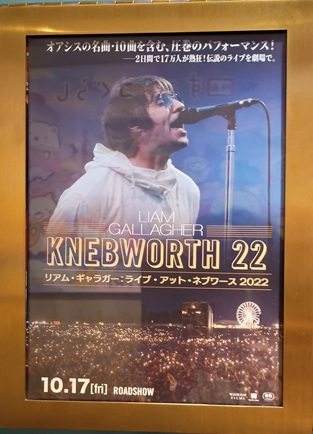 オアシスの名曲・10曲を含む、圧巻のパフォーマンス！
――2日間で17万人が熱狂！伝説のライブを劇場で。
LIAM
GALLAGHER
KNEBWORTH 22
リアム・ギャラガー：ライブ・アット・ネブワース 2022
10.17[fri] ROADSHOW